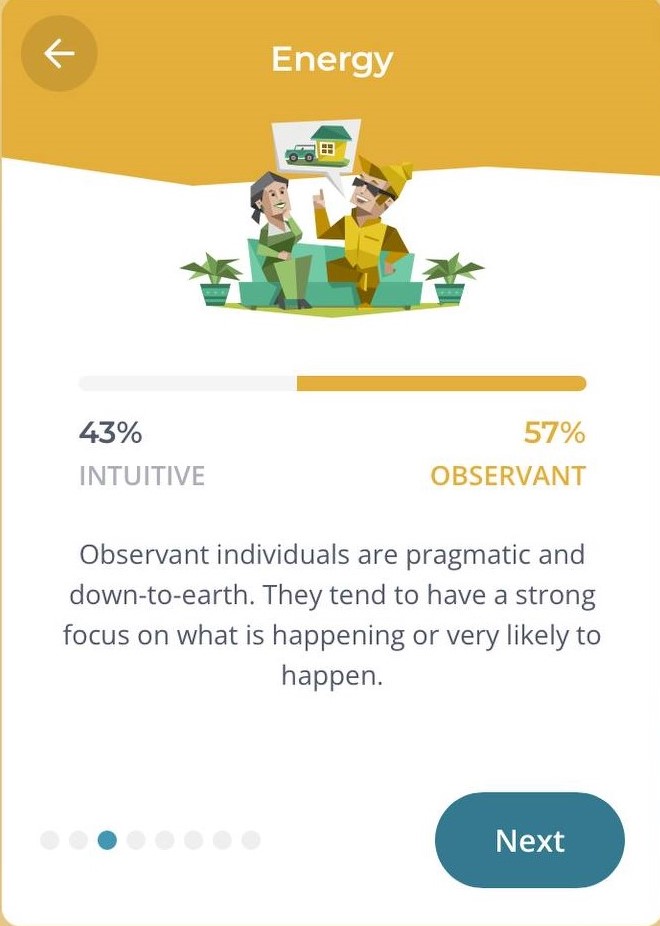 Energy
43%
57%
INTUITIVE
OBSERVANT
Observant individuals are pragmatic and
down-to-earth. They tend to have a strong
focus on what is happening or very likely to
happen.
Next